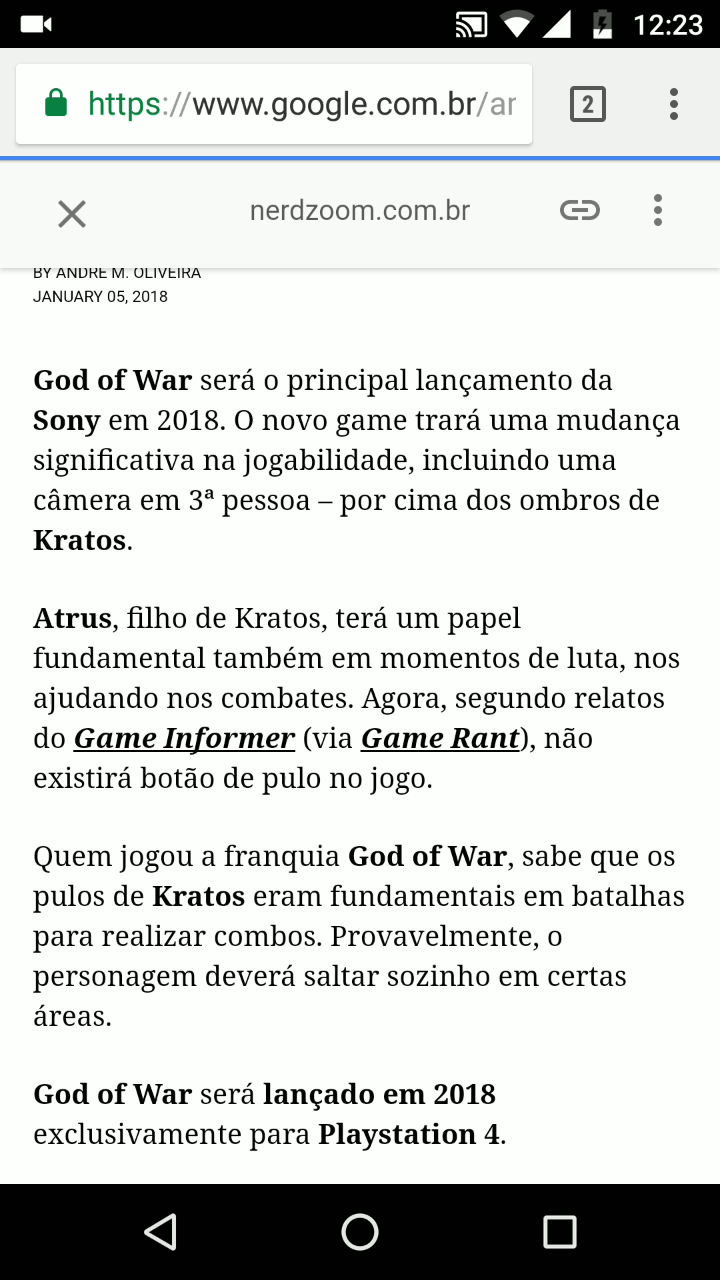 12:23
https://www.google.com.br/ar
2
nerdzoom.com.br
BY ANDRE M. OLIVEIRA
JANUARY 05, 2018
God of War será o principal lançamento da
Sony em 2018. O novo game trará uma mudança
significativa na jogabilidade, incluindo uma
câmera em 3ª pessoa – por cima dos ombros de
Kratos.
Atrus, filho de Kratos, terá um papel
fundamental também em momentos de luta, nos
ajudando nos combates. Agora, segundo relatos
do Game Informer (via Game Rant), não
existirá botão de pulo no jogo.
Quem jogou a franquia God of War, sabe que os
pulos de Kratos eram fundamentais em batalhas
para realizar combos. Provavelmente, o
personagem deverá saltar sozinho em certas
áreas.
God of War será lançado em 2018
exclusivamente para Playstation 4.